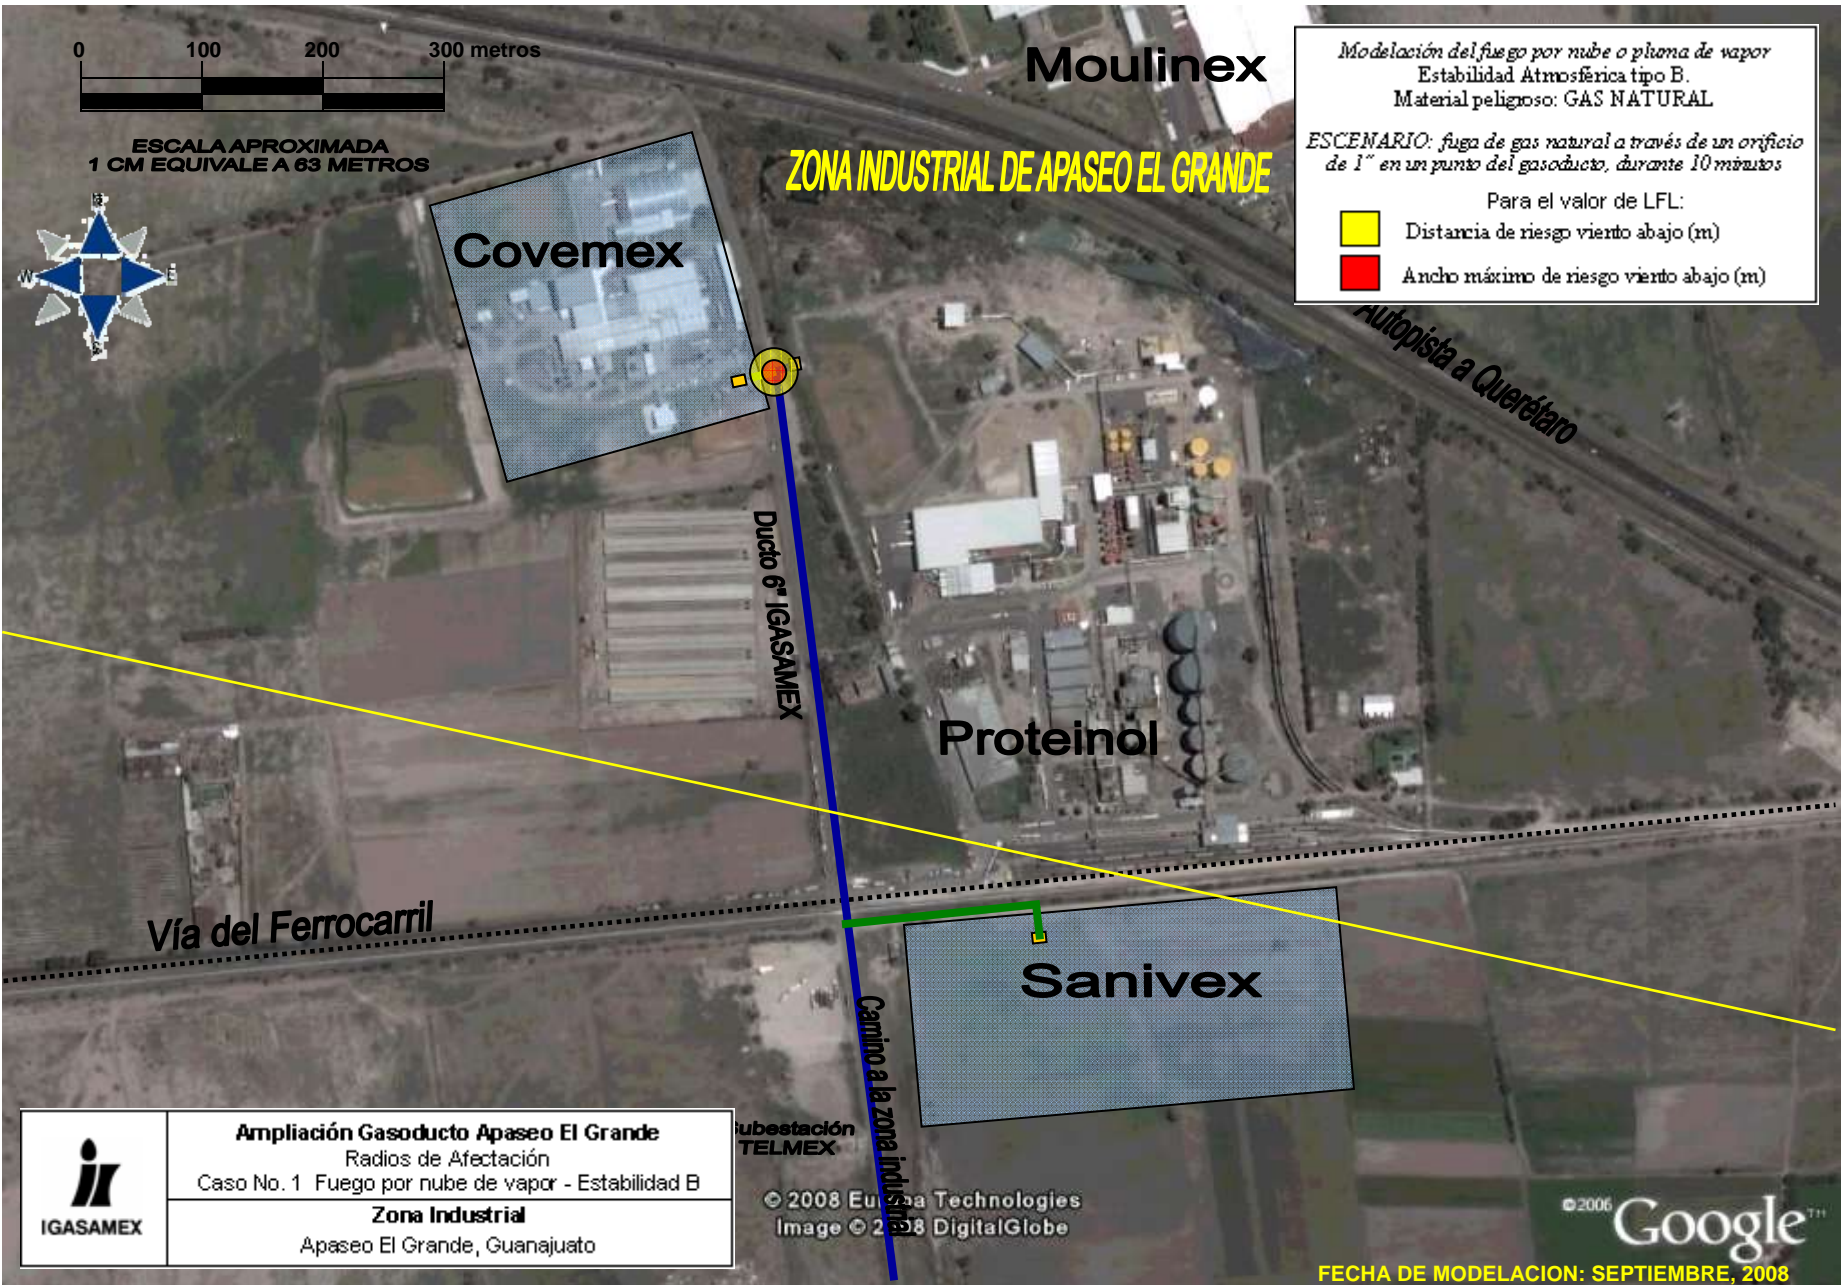 0 100 200 300 metros
ESCALA APROXIMADA
1 CM EQUIVALE A 63 METROS
N
W E
S
Moulinex
ZONA INDUSTRIAL DE APASEO EL GRANDE
Modelación del fuego por nube o pluma de vapor
Estabilidad Atmosférica tipo B.
Material peligroso: GAS NATURAL
ESCENARIO: fuga de gas natural a través de un orificio
de 1" en un punto del gasoducto, durante 10 minutos
Para el valor de LFL:
Distancia de riesgo viento abajo (m)
Ancho máximo de riesgo viento abajo (m)
Covemex
Autopista a Querétaro
Ducto 6" IGASAMEX
Proteinol
Vía del Ferrocarril
Sanivex
Camino a la zona industrial
Subestación
TELMEX
IGASAMEX
Ampliación Gasoducto Apaseo El Grande
Radios de Afectación
Caso No. 1 Fuego por nube de vapor - Estabilidad B
Zona Industrial
Apaseo El Grande, Guanajuato
© 2008 Europa Technologies
Image © 2008 DigitalGlobe
©2006 Google™
FECHA DE MODELACION: SEPTIEMBRE, 2008